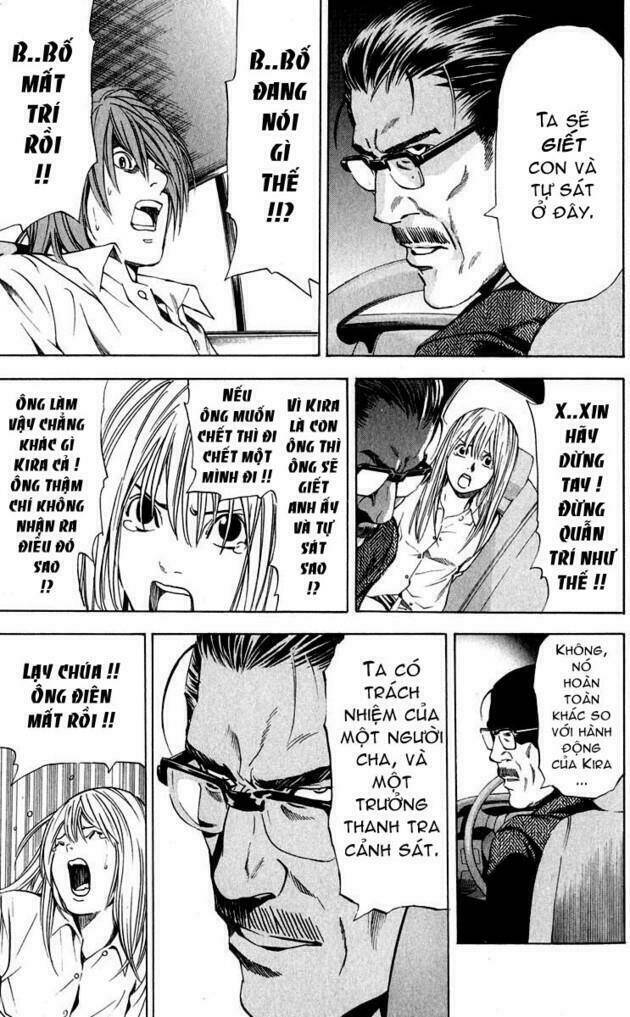 TA SẼ
GIẾT
CON VÀ
TỰ SÁT
Ở ĐÂY.
B..BỐ
ĐANG
NÓI
GÌ
THẾ
!!?
B..BỐ
MẤT
TRÍ
RỒI
!!
X..XIN
HÃY
DỪNG
TAY !
ĐỪNG
QUẪN
TRÍ NHƯ
THẾ !!
VÌ KIRA
LÀ CON
ÔNG THÌ
ÔNG SẼ
GIẾT
ANH ẤY
VÀ TỰ
SÁT
SAO
!?
NẾU
ÔNG MUỐN
CHẾT THÌ ĐI
CHẾT MỘT
MÌNH ĐI !!
ÔNG LÀM
VẬY CHẲNG
KHÁC GÌ
KIRA CẢ !
ÔNG THẬM
CHÍ KHÔNG
NHẬN RA
ĐIỀU ĐÓ
SAO
!?
KHÔNG,
NÓ
HOÀN
TOÀN
KHÁC SO
VỚI HÀNH
ĐỘNG
CỦA KIRA
...
TA CÓ
TRÁCH
NHIỆM CỦA
MỘT NGƯỜI
CHA, VÀ
MỘT
TRƯỞNG
THANH TRA
CẢNH SÁT.
LẠY CHÚA !!
ÔNG ĐIÊN
MẤT RỒI !!